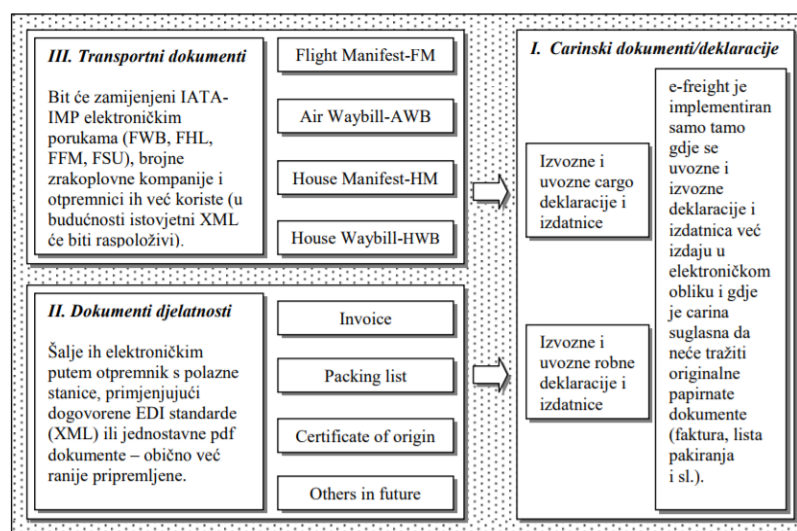 III. Transportni dokumenti
Bit će zamijenjeni IATA-
IMP elektroničkim
porukama (FWB, FHL,
FFM, FSU), brojne
zrakoplovne kompanije i
otpremnici ih već koriste (u
budućnosti istovjetni XML
će biti raspoloživi).
Flight Manifest-FM
Air Waybill-AWB
House Manifest-HM
House Waybill-HWB
II. Dokumenti djelatnosti
Šalje ih elektroničkim
putem otpremnik s polazne
stanice, primjenjujući
dogovorene EDI standarde
(XML) ili jednostavne pdf
dokumente – obično već
ranije pripremljene.
Invoice
Packing list
Certificate of origin
Others in future
I. Carinski dokumenti/deklaracije
Izvozne i
uvozne cargo
deklaracije i
izdatnice
Izvozne i
uvozne robne
deklaracije i
izdatnice
e-freight je
implementiran
samo tamo
gdje se
uvozne i
izvozne
deklaracije i
izdatnica već
izdaju u
elektroničkom
obliku i gdje
je carina
suglasna da
neće tražiti
originalne
papirnate
dokumente
(faktura, lista
pakiranja
i sl.).